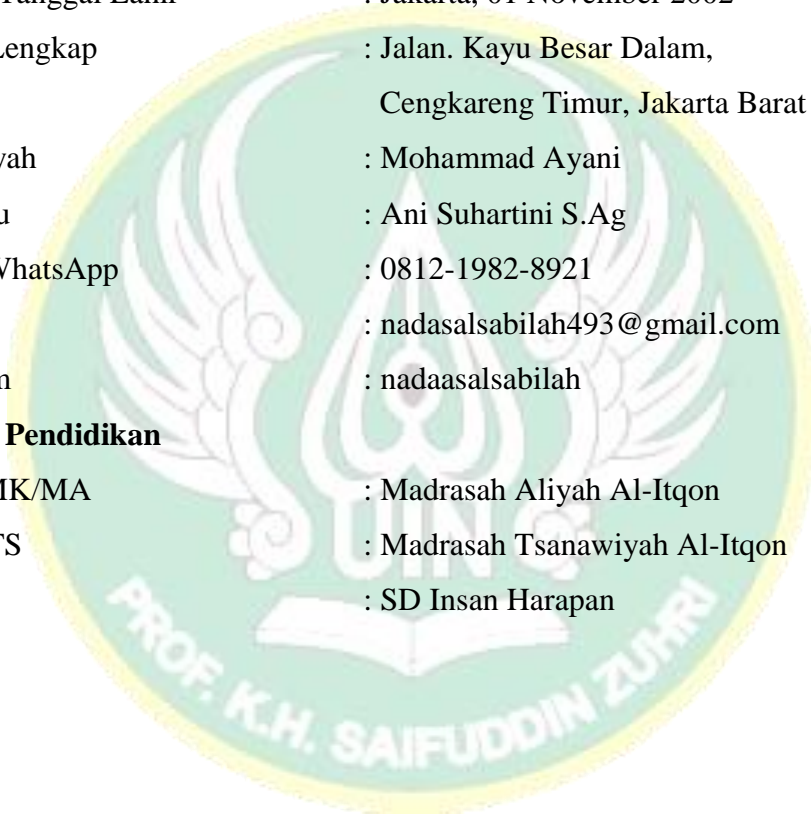 Tanggal Lahir : Jakarta, 01 November 2002
Lengkap : Jalan. Kayu Besar Dalam,
Cengkareng Timur, Jakarta Barat
yah : Mohammad Ayani
u : Ani Suhartini S.Ag
WhatsApp : 0812-1982-8921
: nadasalsabilah493@gmail.com
m : nadaasalsabilah
Pendidikan
MK/MA : Madrasah Aliyah Al-Itqon
TS : Madrasah Tsanawiyah Al-Itqon
: SD Insan Harapan
UIN
PROF. K.H. SAIFUDDIN ZUHRI